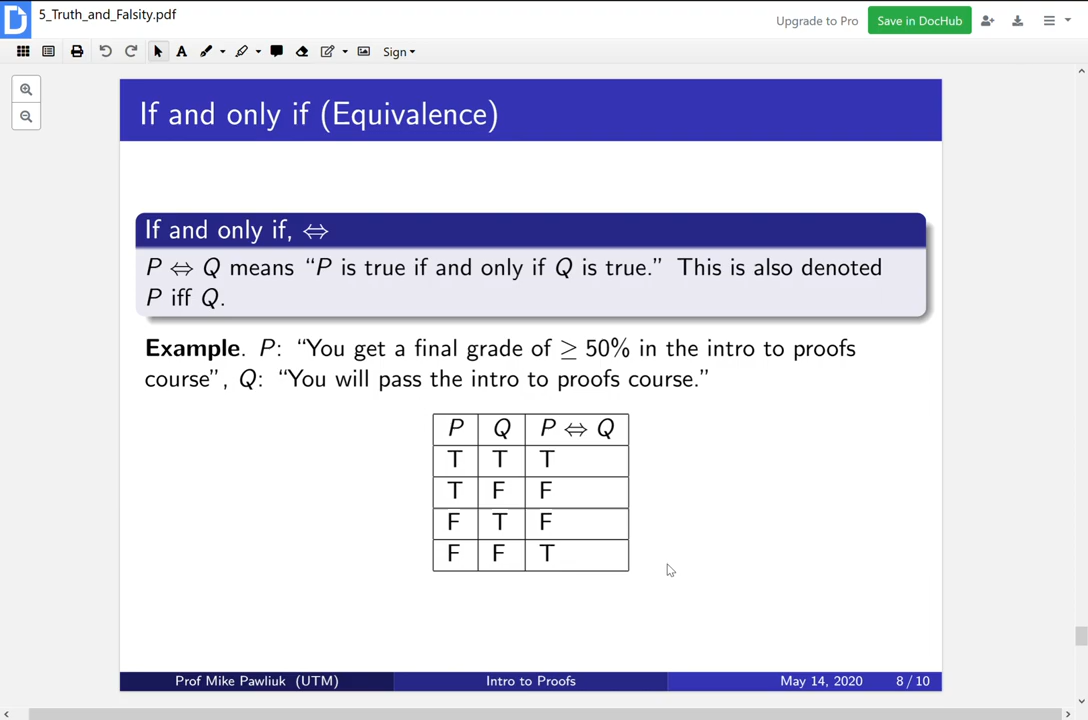 5_Truth_and_Falsity.pdf
Upgrade to Pro
Save in DocHub
A
Sign
If and only if (Equivalence)
If and only if, ⇔
P ⇔ Q means “P is true if and only if Q is true.” This is also denoted
P iff Q.
Example. P: “You get a final grade of ≥ 50% in the intro to proofs
course”, Q: “You will pass the intro to proofs course.”
P Q P ⇔ Q
T T T
T F F
F T F
F F T
Prof Mike Pawliuk (UTM) Intro to Proofs May 14, 2020 8 / 10